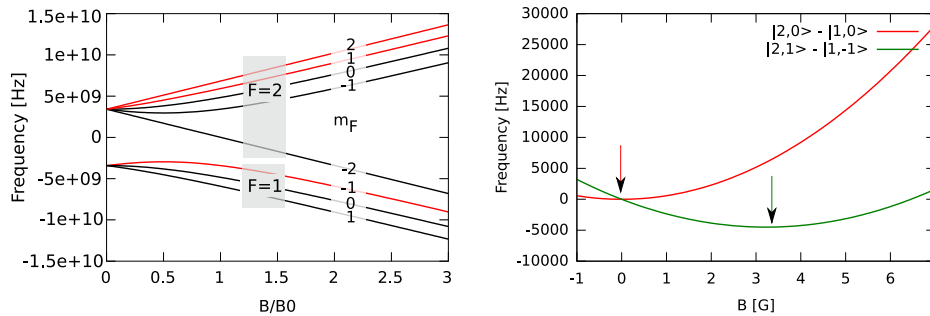 1.5e+10
1e+10
5e+09
0
-5e+09
-1e+10
-1.5e+10
Frequency [Hz]
0
0.5
1
1.5
2
2.5
3
B/B0
F=2
F=1
m_F
2
1
0
-1
-2
-1
0
1
30000
25000
20000
15000
10000
5000
0
-5000
-10000
Frequency [Hz]
-1
0
1
2
3
4
5
6
B [G]
|2,0> - |1,0>
|2,1> - |1,-1>